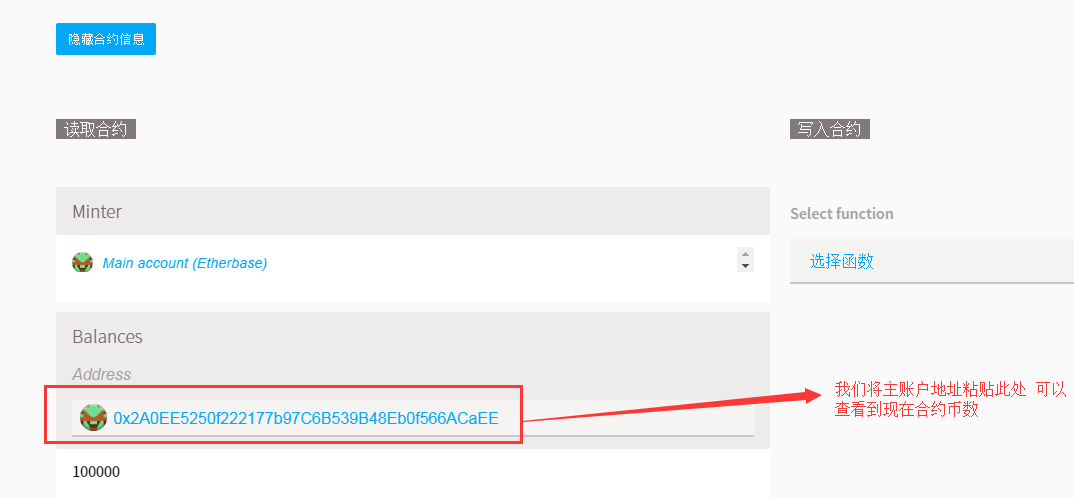 隐藏合约信息
读取合约
写入合约
Minter
Main account (Etherbase)
Select function
选择函数
Balances
Address
0x2A0EE5250f222177b97C6B539B48Eb0f566ACaEE
我们将主账户地址粘贴此处 可以
查看到现在合约币数
100000